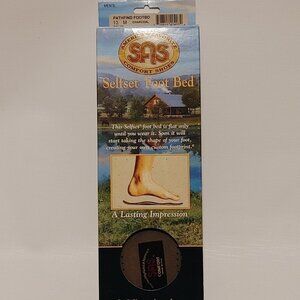 MEN'S
PATHFIND FOOTBD
13 M CHARCOAL
SAS
COMFORT SHOES
Selfset Foot Bed
This Selfset foot bed is flat only
until you wear it. Soon it will
start taking the shape of your foot,
creating your own custom footprint.
A Lasting Impression
SAS